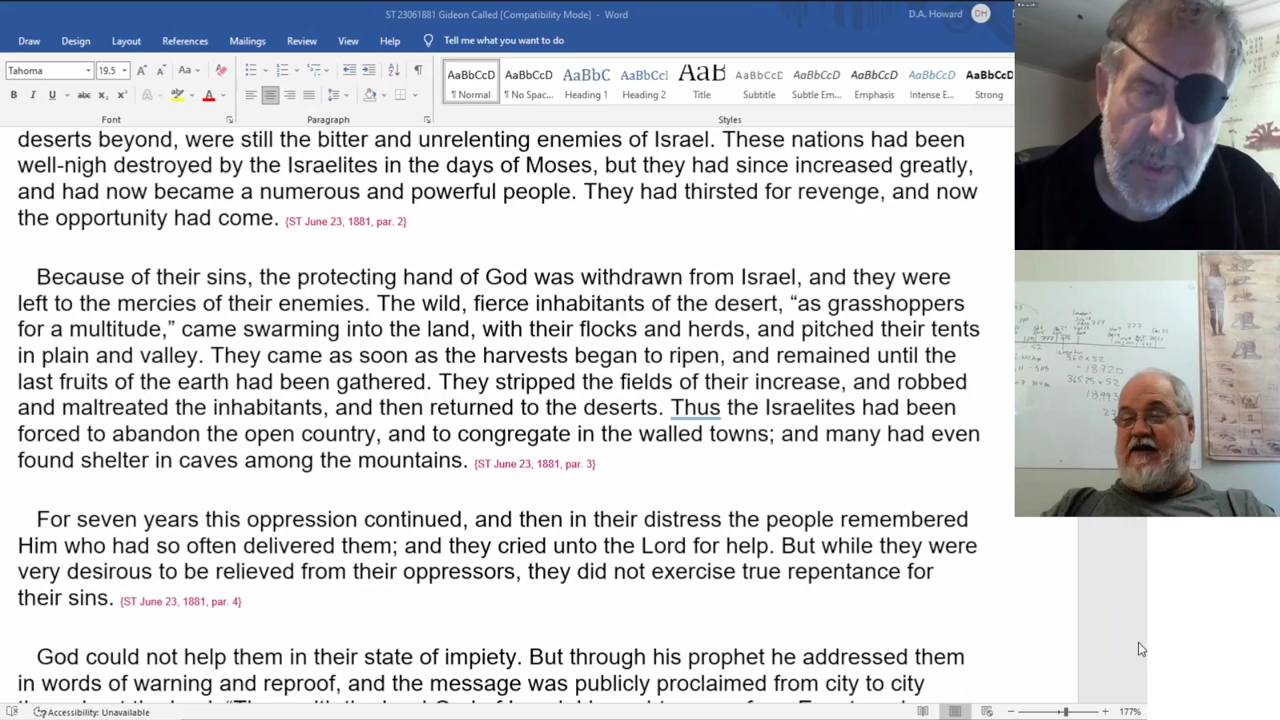 ST 23061881 Gideon Called [Compatibility Mode] - Word
D.A. Howard DH
Draw Design Layout References Mailings Review View Help Tell me what you want to do
Tahoma 19.5 Aa
AaBbCcD AaBbCcD AaBbC AaBbCcD AaB AaBbCcD AaBbCcD AaBbCcD AaBbCcD AaBbCcD
¶ Normal ¶ No Spac... Heading 1 Heading 2 Title Subtitle Subtle Em... Emphasis Intense E... Strong
B I U abc X₂ X² A A
Font Paragraph Styles
deserts beyond, were still the bitter and unrelenting enemies of Israel. These nations had been
well-nigh destroyed by the Israelites in the days of Moses, but they had since increased greatly,
and had now became a numerous and powerful people. They had thirsted for revenge, and now
the opportunity had come. {ST June 23, 1881, par. 2}
Because of their sins, the protecting hand of God was withdrawn from Israel, and they were
left to the mercies of their enemies. The wild, fierce inhabitants of the desert, “as grasshoppers
for a multitude,” came swarming into the land, with their flocks and herds, and pitched their tents
in plain and valley. They came as soon as the harvests began to ripen, and remained until the
last fruits of the earth had been gathered. They stripped the fields of their increase, and robbed
and maltreated the inhabitants, and then returned to the deserts. Thus the Israelites had been
forced to abandon the open country, and to congregate in the walled towns; and many had even
found shelter in caves among the mountains. {ST June 23, 1881, par. 3}
For seven years this oppression continued, and then in their distress the people remembered
Him who had so often delivered them; and they cried unto the Lord for help. But while they were
very desirous to be relieved from their oppressors, they did not exercise true repentance for
their sins. {ST June 23, 1881, par. 4}
God could not help them in their state of impiety. But through his prophet he addressed them
in words of warning and reproof, and the message was publicly proclaimed from city to city
360 x 52
18720
365.25 x 52
Accessibility: Unavailable
177%